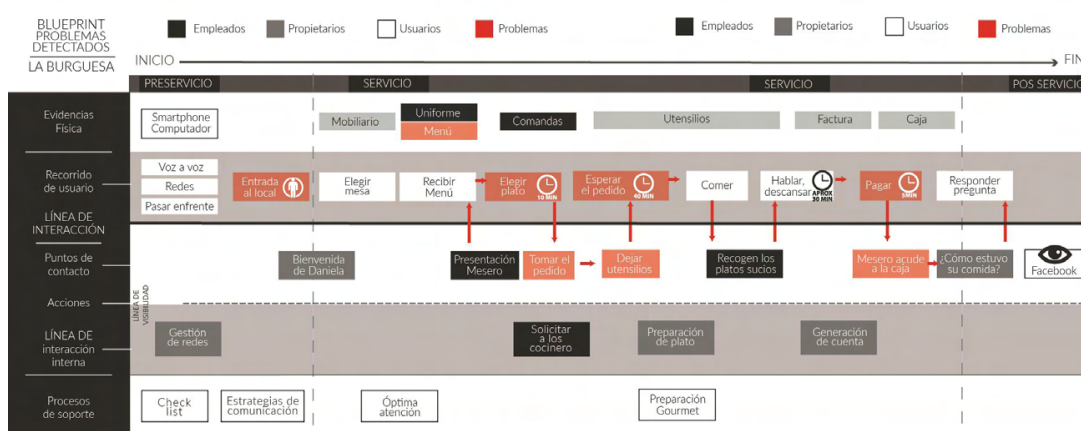 BLUEPRINT
PROBLEMAS
DETECTADOS
LA BURGUESA
Empleados
Propietarios
Usuarios
Problemas
Empleados
Propietarios
Usuarios
Problemas
INICIO
FIN
PRESERVICIO
SERVICIO
SERVICIO
POS SERVICIO
Evidencias
Física
Smartphone
Computador
Mobiliario
Uniforme
Menú
Comandas
Utensilios
Factura
Caja
Recorrido
de usuario
Voz a voz
Redes
Pasar enfrente
Entrada
al local
Elegir
mesa
Recibir
Menú
Elegir
plato
10 MIN
Esperar
el pedido
40 MIN
Comer
Hablar,
descansar
APROX
30 MIN
Pagar
5MIN
Responder
pregunta
LÍNEA DE
INTERACCIÓN
Puntos de
contacto
Bienvenida
de Daniela
Presentación
Mesero
Tomar el
pedido
Dejar
utensilios
Recogen los
platos sucios
Mesero acude
a la caja
¿Cómo estuvo
su comida?
Facebook
Acciones
LÍNEA DE
VISIBILIDAD
LÍNEA DE
interacción
interna
Gestión
de redes
Solicitar
a los
cocinero
Preparación
de plato
Generación
de cuenta
Procesos
de soporte
Check
list
Estrategias de
comunicación
Óptima
atención
Preparación
Gourmet